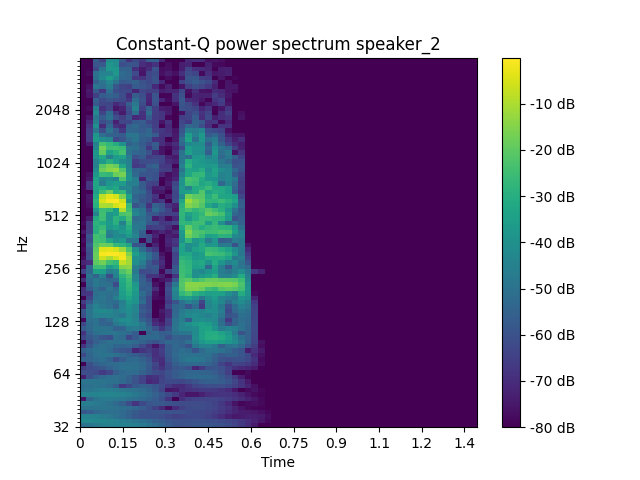 Constant-Q power spectrum speaker_2
Hz
2048
1024
512
256
128
64
32
0 0.15 0.3 0.45 0.6 0.75 0.9 1.1 1.2 1.4
Time
-10 dB
-20 dB
-30 dB
-40 dB
-50 dB
-60 dB
-70 dB
-80 dB